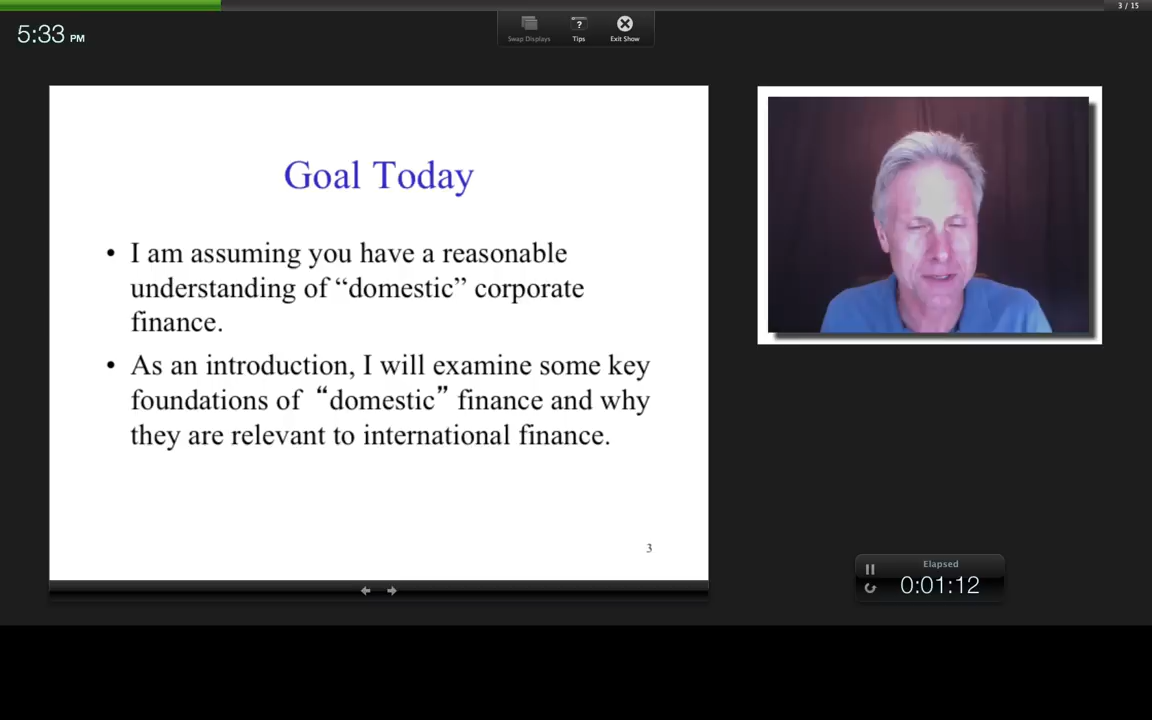 3 / 15
5:33 PM
Swap Displays
?
Tips
Exit Show
Goal Today
• I am assuming you have a reasonable
understanding of “domestic” corporate
finance.
• As an introduction, I will examine some key
foundations of “domestic” finance and why
they are relevant to international finance.
3
Elapsed
0:01:12